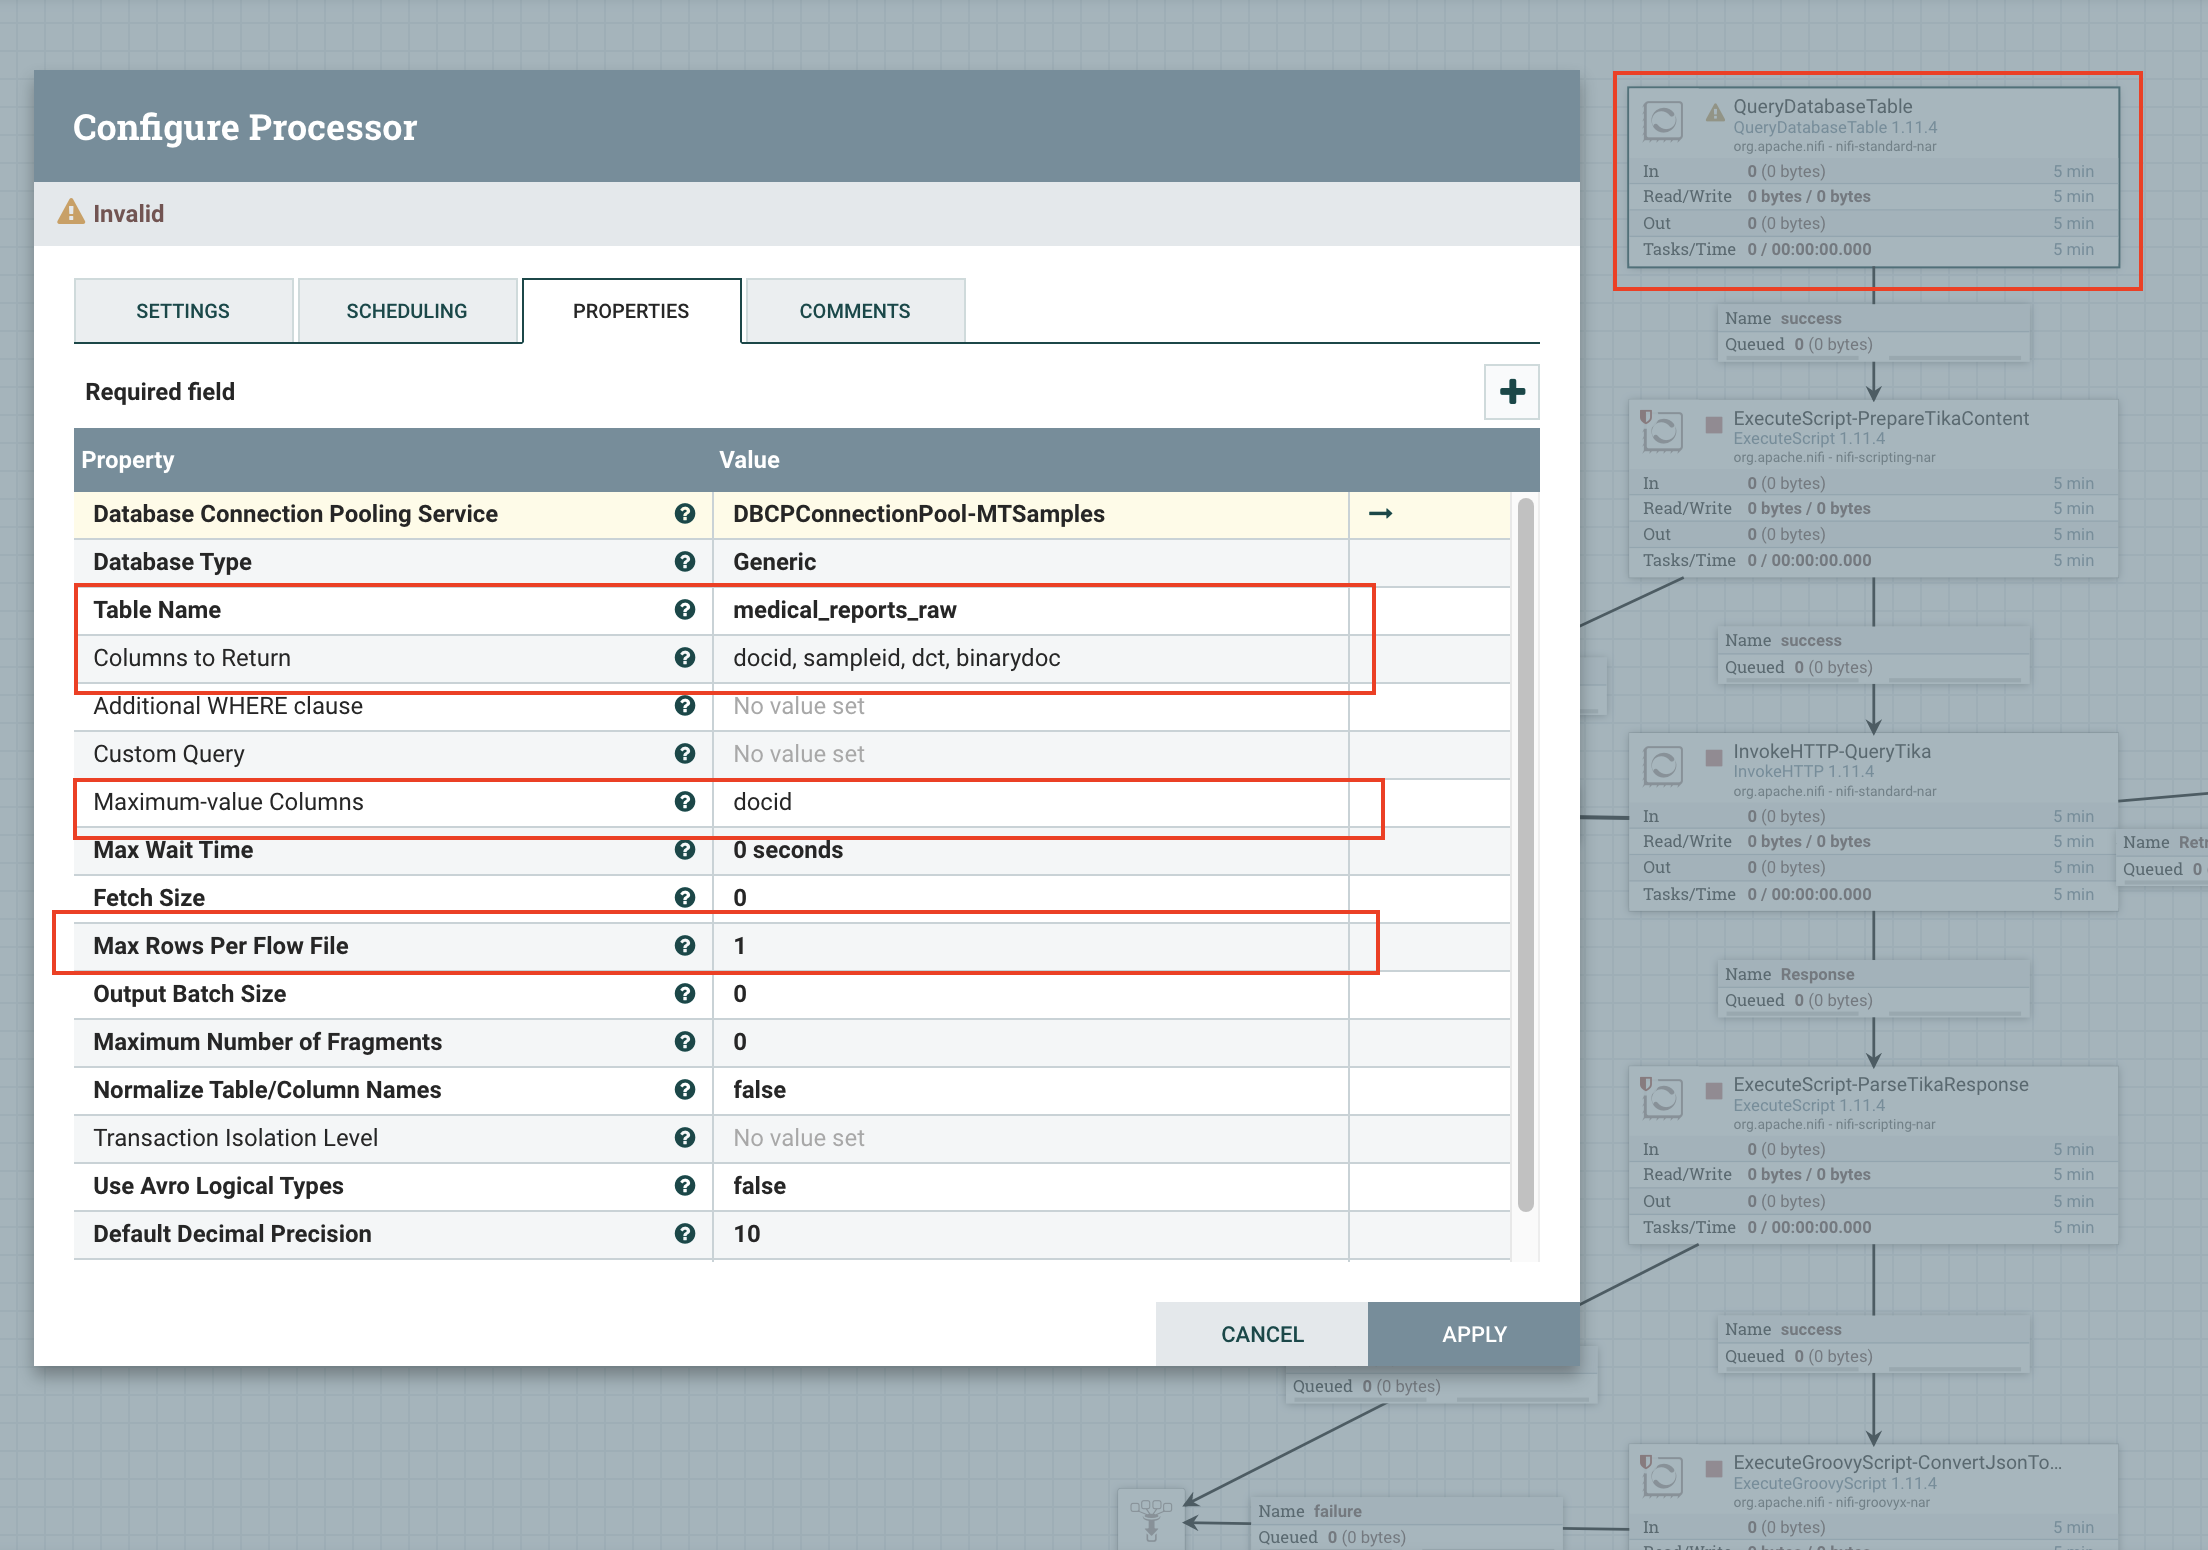 Configure Processor
Invalid
SETTINGS
SCHEDULING
PROPERTIES
COMMENTS
Required field
Property Value
Database Connection Pooling Service DBCPConnectionPool-MTSamples
Database Type Generic
Table Name medical_reports_raw
Columns to Return docid, sampleid, dct, binarydoc
Additional WHERE clause No value set
Custom Query No value set
Maximum-value Columns docid
Max Wait Time 0 seconds
Fetch Size 0
Max Rows Per Flow File 1
Output Batch Size 0
Maximum Number of Fragments 0
Normalize Table/Column Names false
Transaction Isolation Level No value set
Use Avro Logical Types false
Default Decimal Precision 10
CANCEL
APPLY
QueryDatabaseTable
QueryDatabaseTable 1.11.4
org.apache.nifi - nifi-standard-nar
In 0 (0 bytes) 5 min
Read/Write 0 bytes / 0 bytes 5 min
Out 0 (0 bytes) 5 min
Tasks/Time 0 / 00:00:00.000 5 min
Name success
Queued 0 (0 bytes)
ExecuteScript-PrepareTikaContent
ExecuteScript 1.11.4
org.apache.nifi - nifi-scripting-nar
In 0 (0 bytes) 5 min
Read/Write 0 bytes / 0 bytes 5 min
Out 0 (0 bytes) 5 min
Tasks/Time 0 / 00:00:00.000 5 min
Name success
Queued 0 (0 bytes)
InvokeHTTP-QueryTika
InvokeHTTP 1.11.4
org.apache.nifi - nifi-standard-nar
In 0 (0 bytes) 5 min
Read/Write 0 bytes / 0 bytes 5 min
Out 0 (0 bytes) 5 min
Tasks/Time 0 / 00:00:00.000 5 min
Name Retr
Queued 0
Name Response
Queued 0 (0 bytes)
ExecuteScript-ParseTikaResponse
ExecuteScript 1.11.4
org.apache.nifi - nifi-scripting-nar
In 0 (0 bytes) 5 min
Read/Write 0 bytes / 0 bytes 5 min
Out 0 (0 bytes) 5 min
Tasks/Time 0 / 00:00:00.000 5 min
Name success
Queued 0 (0 bytes)
Queued 0 (0 bytes)
ExecuteGroovyScript-ConvertJsonTo...
ExecuteGroovyScript 1.11.4
org.apache.nifi - nifi-groovyx-nar
In 0 (0 bytes) 5 min
Name failure
Queued 0 (0 bytes)